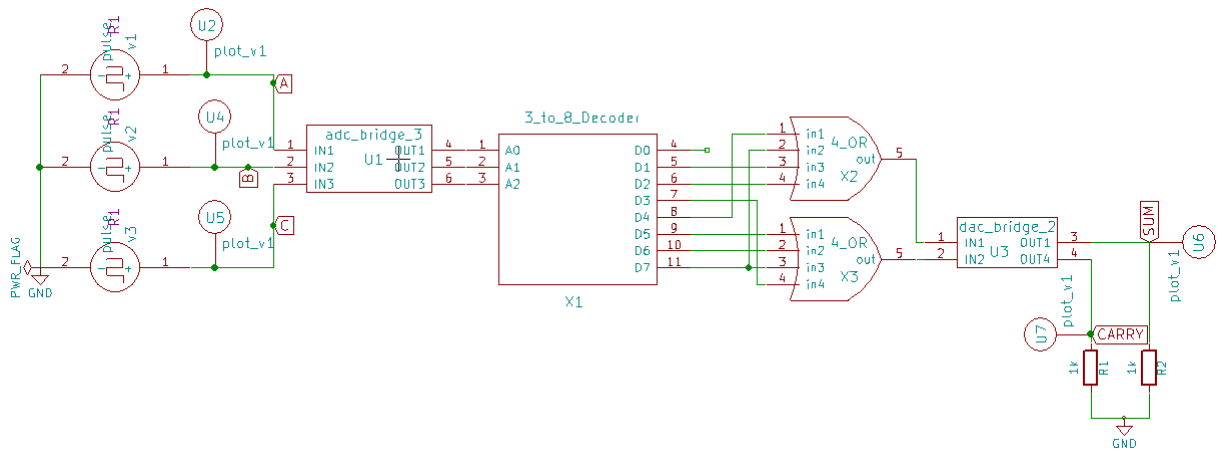 R1
pulse
v1
2
1
U2
plot_v1
A
R1
pulse
v2
2
1
U4
plot_v1
B
R1
pulse
v3
2
1
U5
plot_v1
C
PWR_FLAG
GND
adc_bridge_3
U1
1 IN1 OUT1 4
2 IN2 OUT2 5
3 IN3 OUT3 6
3_to_8_Decoder
1 A0 D0 4
2 A1 D1 5
3 A2 D2 6
D3 7
D4 8
D5 9
D6 10
D7 11
X1
1 in1
2 in2 4_OR
3 in3 out 5
4 in4 X2
1 in1
2 in2 4_OR
3 in3 out 5
4 in4 X3
dac_bridge_2
1 IN1 OUT1 3
2 IN2 U3 OUT4 4
SUM
U6
plot_v1
plot_v1
U7
CARRY
1k
R1
1k
R2
GND